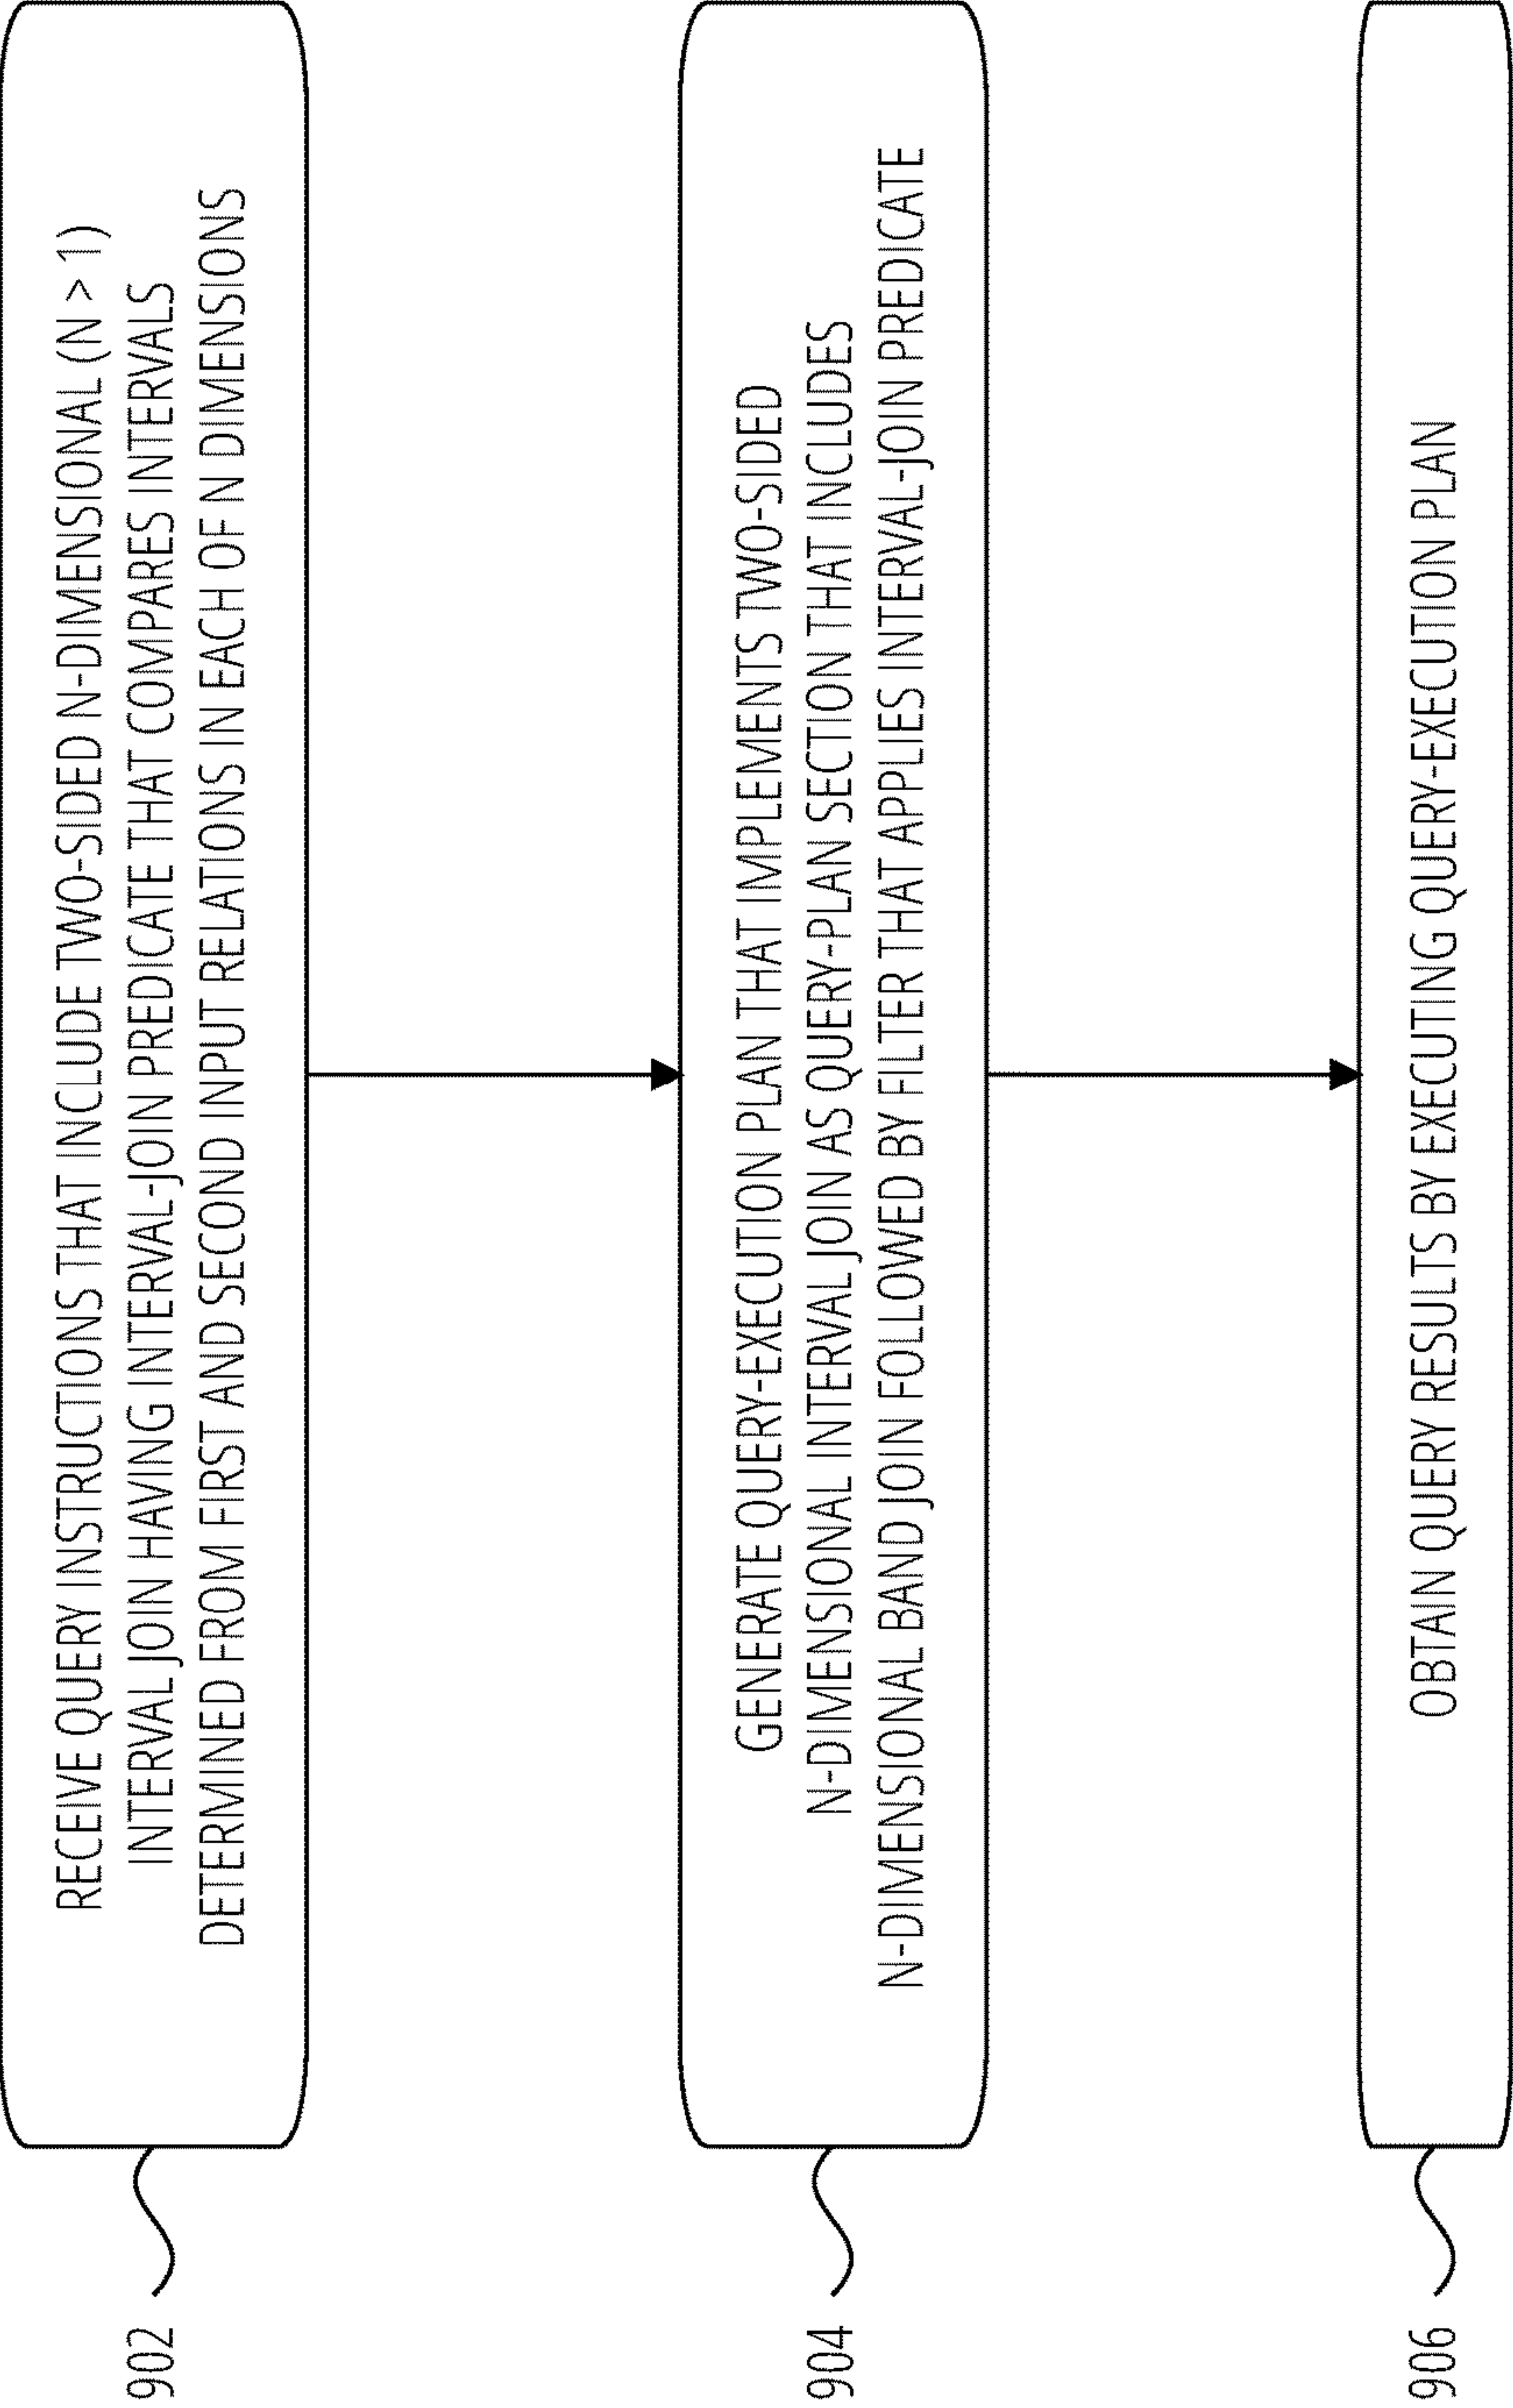 902
RECEIVE QUERY INSTRUCTIONS THAT INCLUDE TWO-SIDED N-DIMENSIONAL (N > 1)
INTERVAL JOIN HAVING INTERVAL-JOIN PREDICATE THAT COMPARES INTERVALS
DETERMINED FROM FIRST AND SECOND INPUT RELATIONS IN EACH OF N DIMENSIONS
904
GENERATE QUERY-EXECUTION PLAN THAT IMPLEMENTS TWO-SIDED
N-DIMENSIONAL INTERVAL JOIN AS QUERY-PLAN SECTION THAT INCLUDES
N-DIMENSIONAL BAND JOIN FOLLOWED BY FILTER THAT APPLIES INTERVAL-JOIN PREDICATE
906
OBTAIN QUERY RESULTS BY EXECUTING QUERY-EXECUTION PLAN